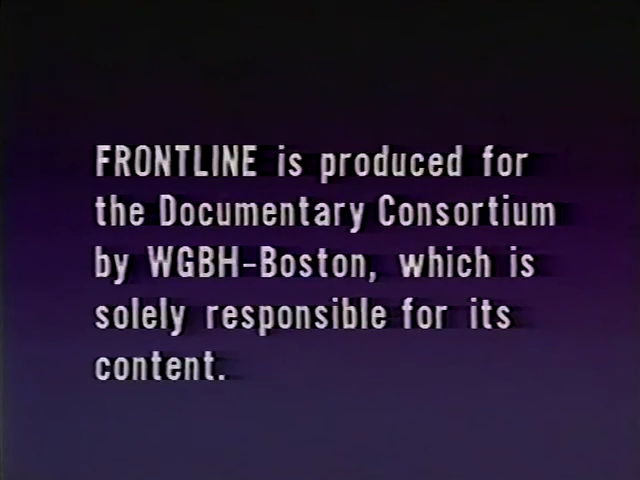 FRONTLINE is produced for
the Documentary Consortium
by WGBH-Boston, which is
solely responsible for its
content.